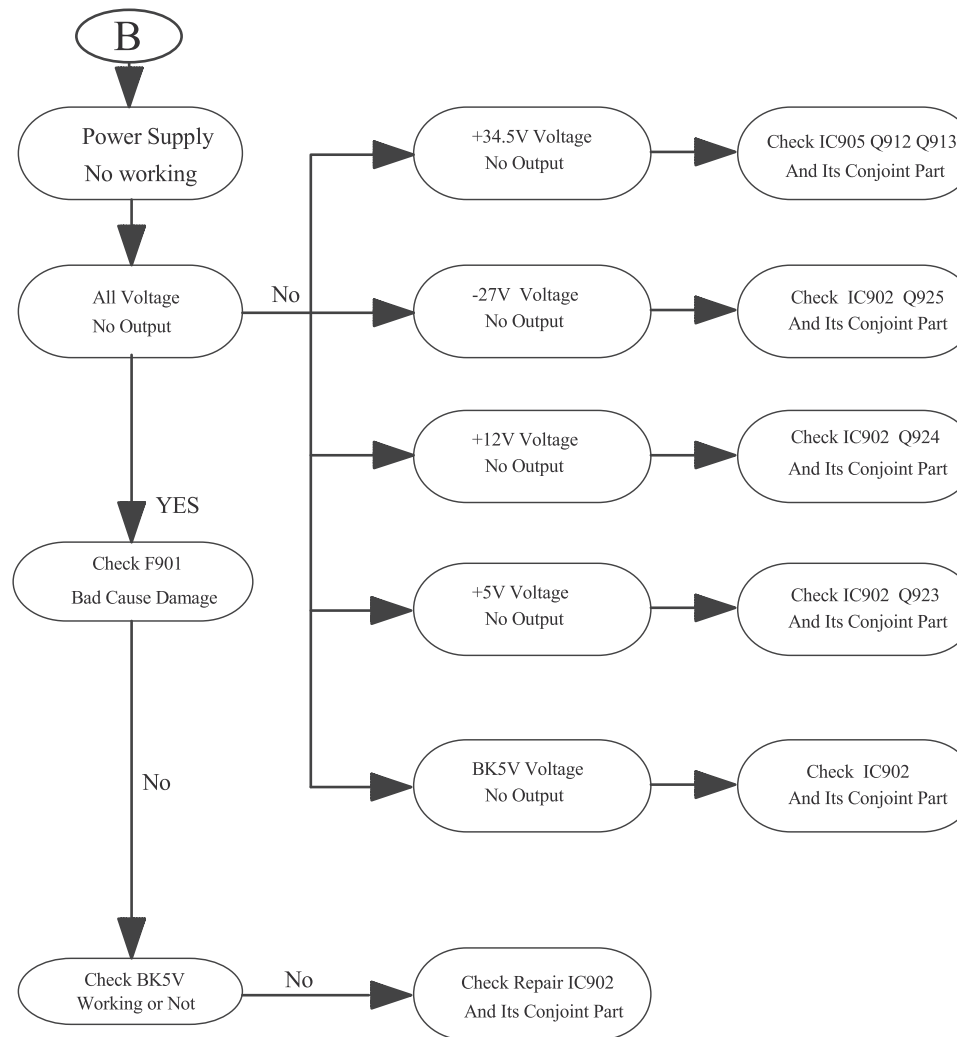 B
Power Supply
No working
All Voltage
No Output
No
YES
Check F901
Bad Cause Damage
No
Check BK5V
Working or Not
No
Check Repair IC902
And Its Conjoint Part
+34.5V Voltage
No Output
Check IC905 Q912 Q913
And Its Conjoint Part
-27V Voltage
No Output
Check IC902 Q925
And Its Conjoint Part
+12V Voltage
No Output
Check IC902 Q924
And Its Conjoint Part
+5V Voltage
No Output
Check IC902 Q923
And Its Conjoint Part
BK5V Voltage
No Output
Check IC902
And Its Conjoint Part